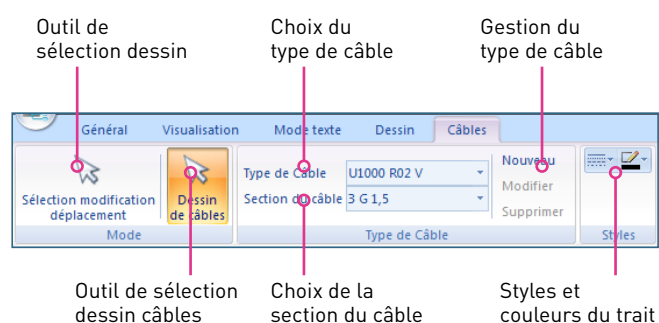 Outil de
sélection dessin
Choix du
type de câble
Gestion du
type de câble
Général Visualisation Mode texte Dessin Câbles
Sélection modification
déplacement
Dessin
de câbles
Type de Câble U1000 R02 V
Section du câble 3 G 1,5
Nouveau
Modifier
Supprimer
Mode Type de Câble Styles
Outil de sélection
dessin câbles
Choix de la
section du câble
Styles et
couleurs du trait